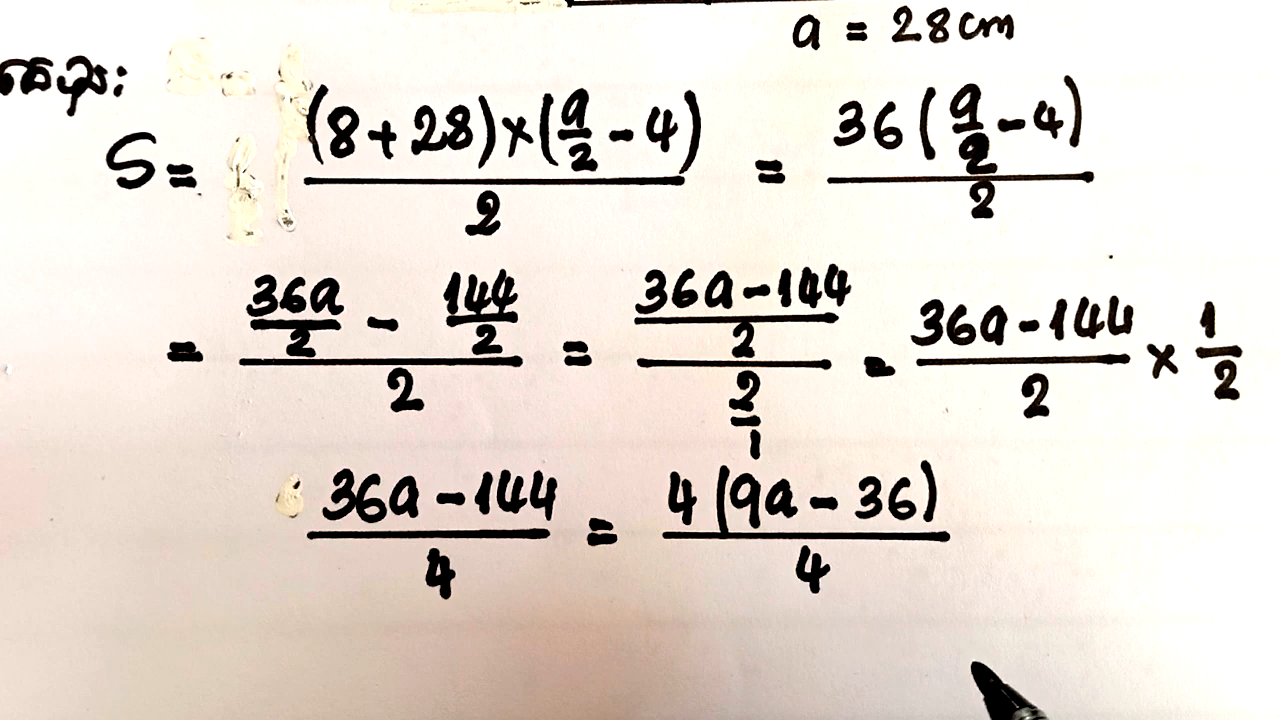 a = 28cm
S = ((8+28)×(a/2 - 4))/2 = (36(a/2 - 4))/2
= (36a/2 - 144/2)/2 = ((36a-144)/2)/(2/1) = (36a-144)/2 × 1/2
(36a-144)/4 = (4(9a - 36))/4